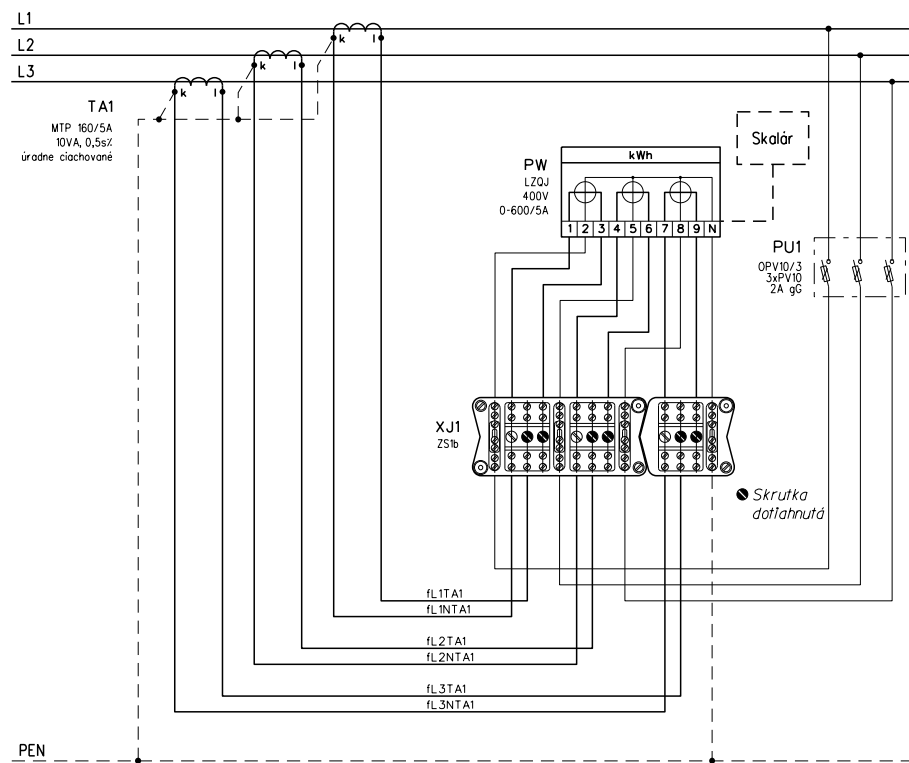 L1
L2
L3
k l
k l
k l
TA1
MTP 160/5A
10VA, 0,5s%
úradne ciachované
Skalár
kWh
PW
LZQJ
400V
0-600/5A
1 2 3 4 5 6 7 8 9 N
PU1
OPV10/3
3xPV10
2A gG
XJ1
ZS1b
Skrutka
dotiahnutá
fL1TA1
fL1NTA1
fL2TA1
fL2NTA1
fL3TA1
fL3NTA1
PEN